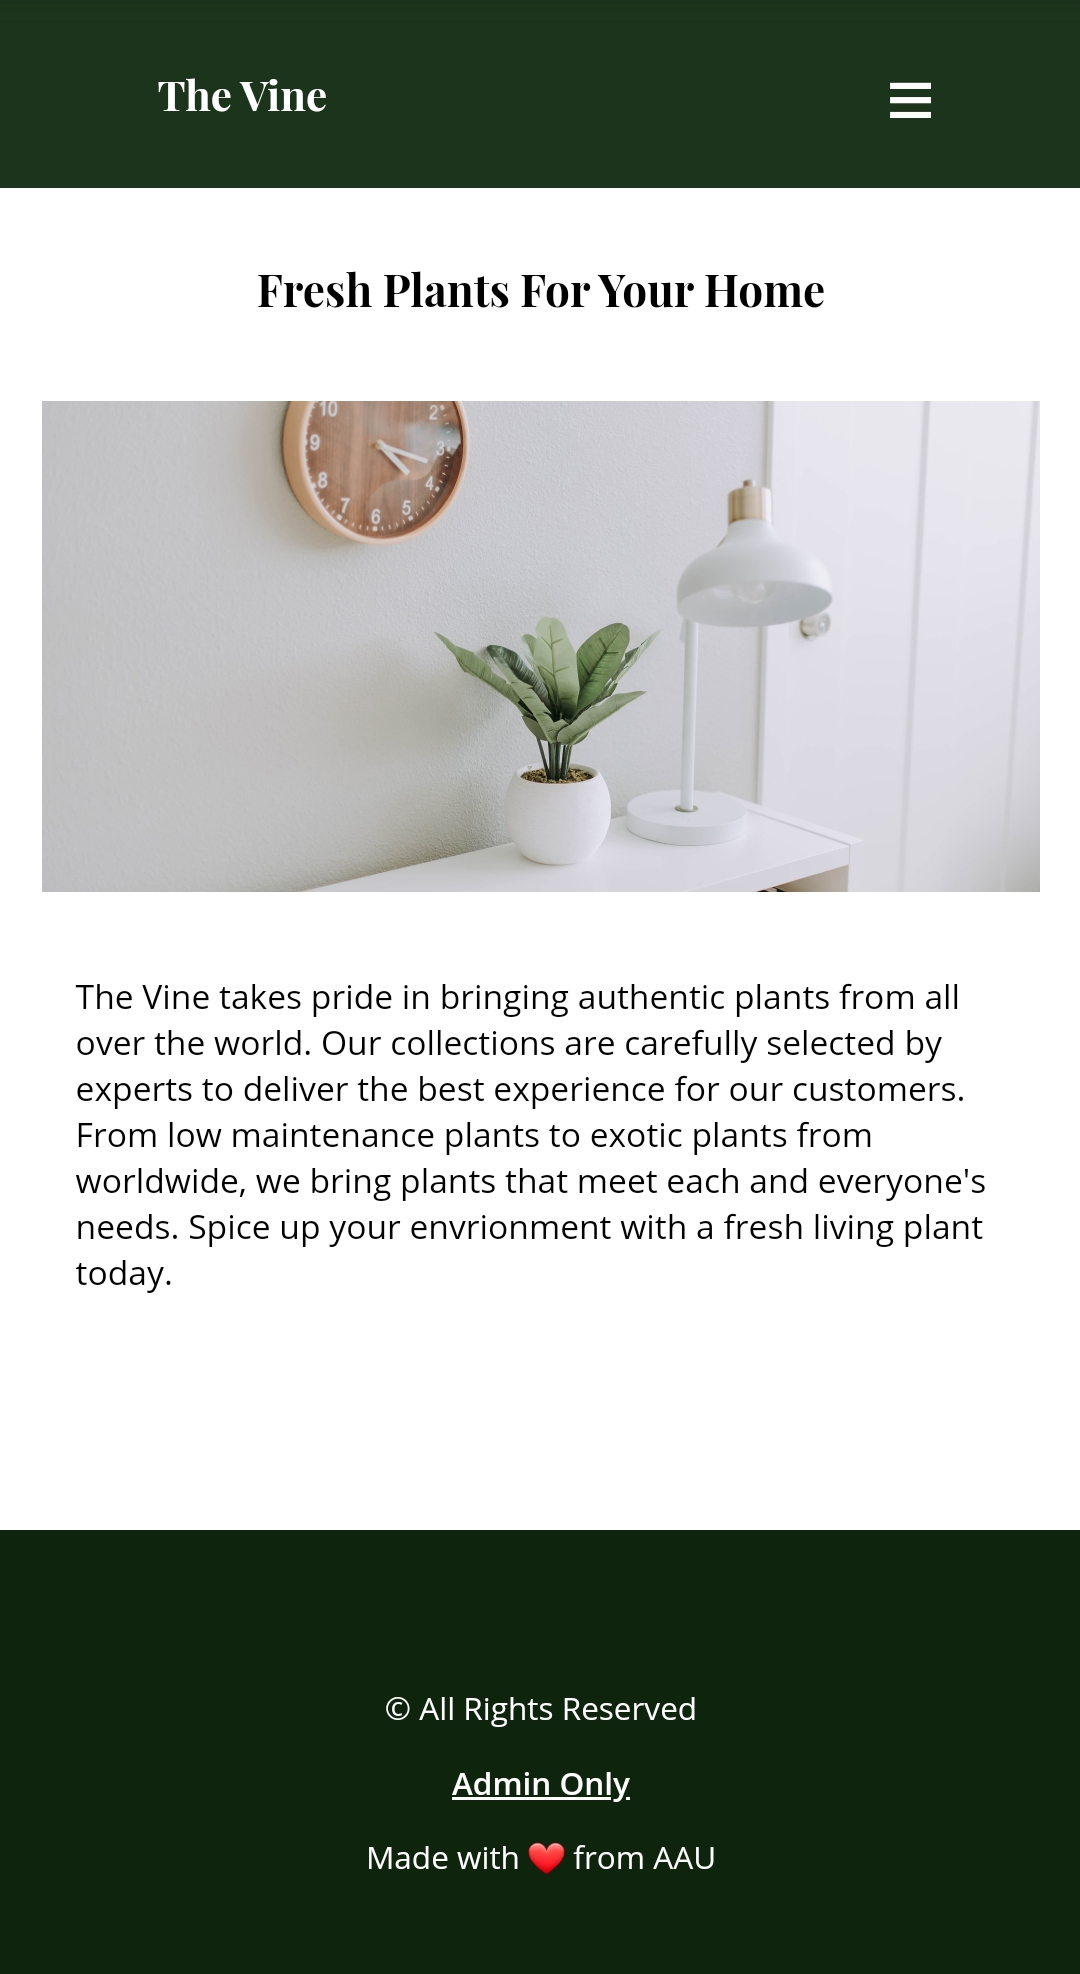 The Vine
Fresh Plants For Your Home
10
2
9
3
8
4
7
5
6
The Vine takes pride in bringing authentic plants from all
over the world. Our collections are carefully selected by
experts to deliver the best experience for our customers.
From low maintenance plants to exotic plants from
worldwide, we bring plants that meet each and everyone's
needs. Spice up your envrionment with a fresh living plant
today.
© All Rights Reserved
Admin Only
Made with ❤️ from AAU